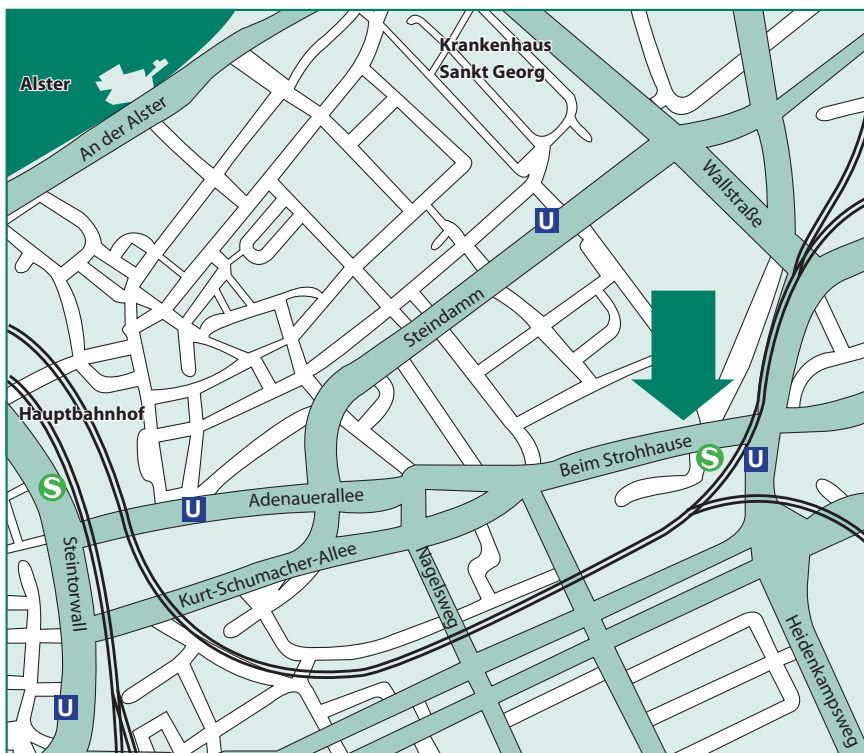 Krankenhaus
Sankt Georg
Alster
An der Alster
Wallstraße
U
Steindamm
Hauptbahnhof
Beim Strohhause
S
U
S
Adenauerallee
U
Steintorwall
Kurt-Schumacher-Allee
Nagelsweg
Heidenkampsweg
U